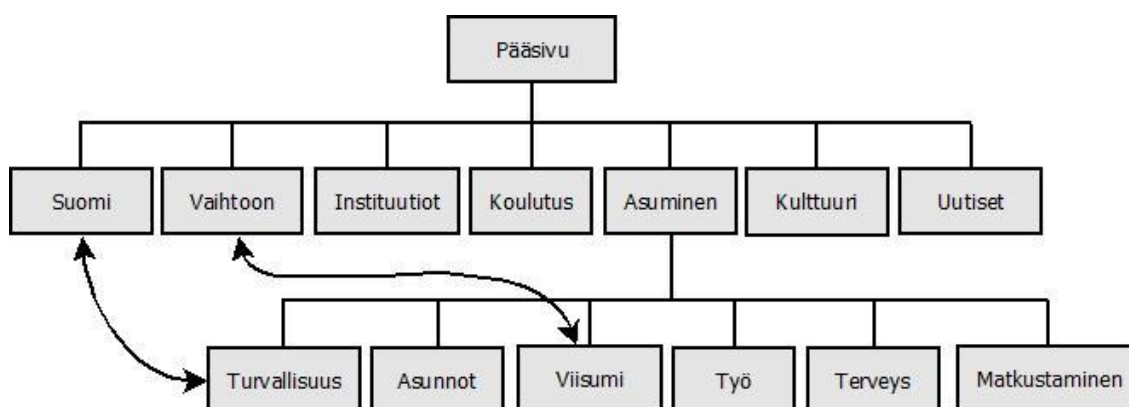 Pääsivu
Suomi
Vaihtoon
Instituutiot
Koulutus
Asuminen
Kulttuuri
Uutiset
Turvallisuus
Asunnot
Viisumi
Työ
Terveys
Matkustaminen